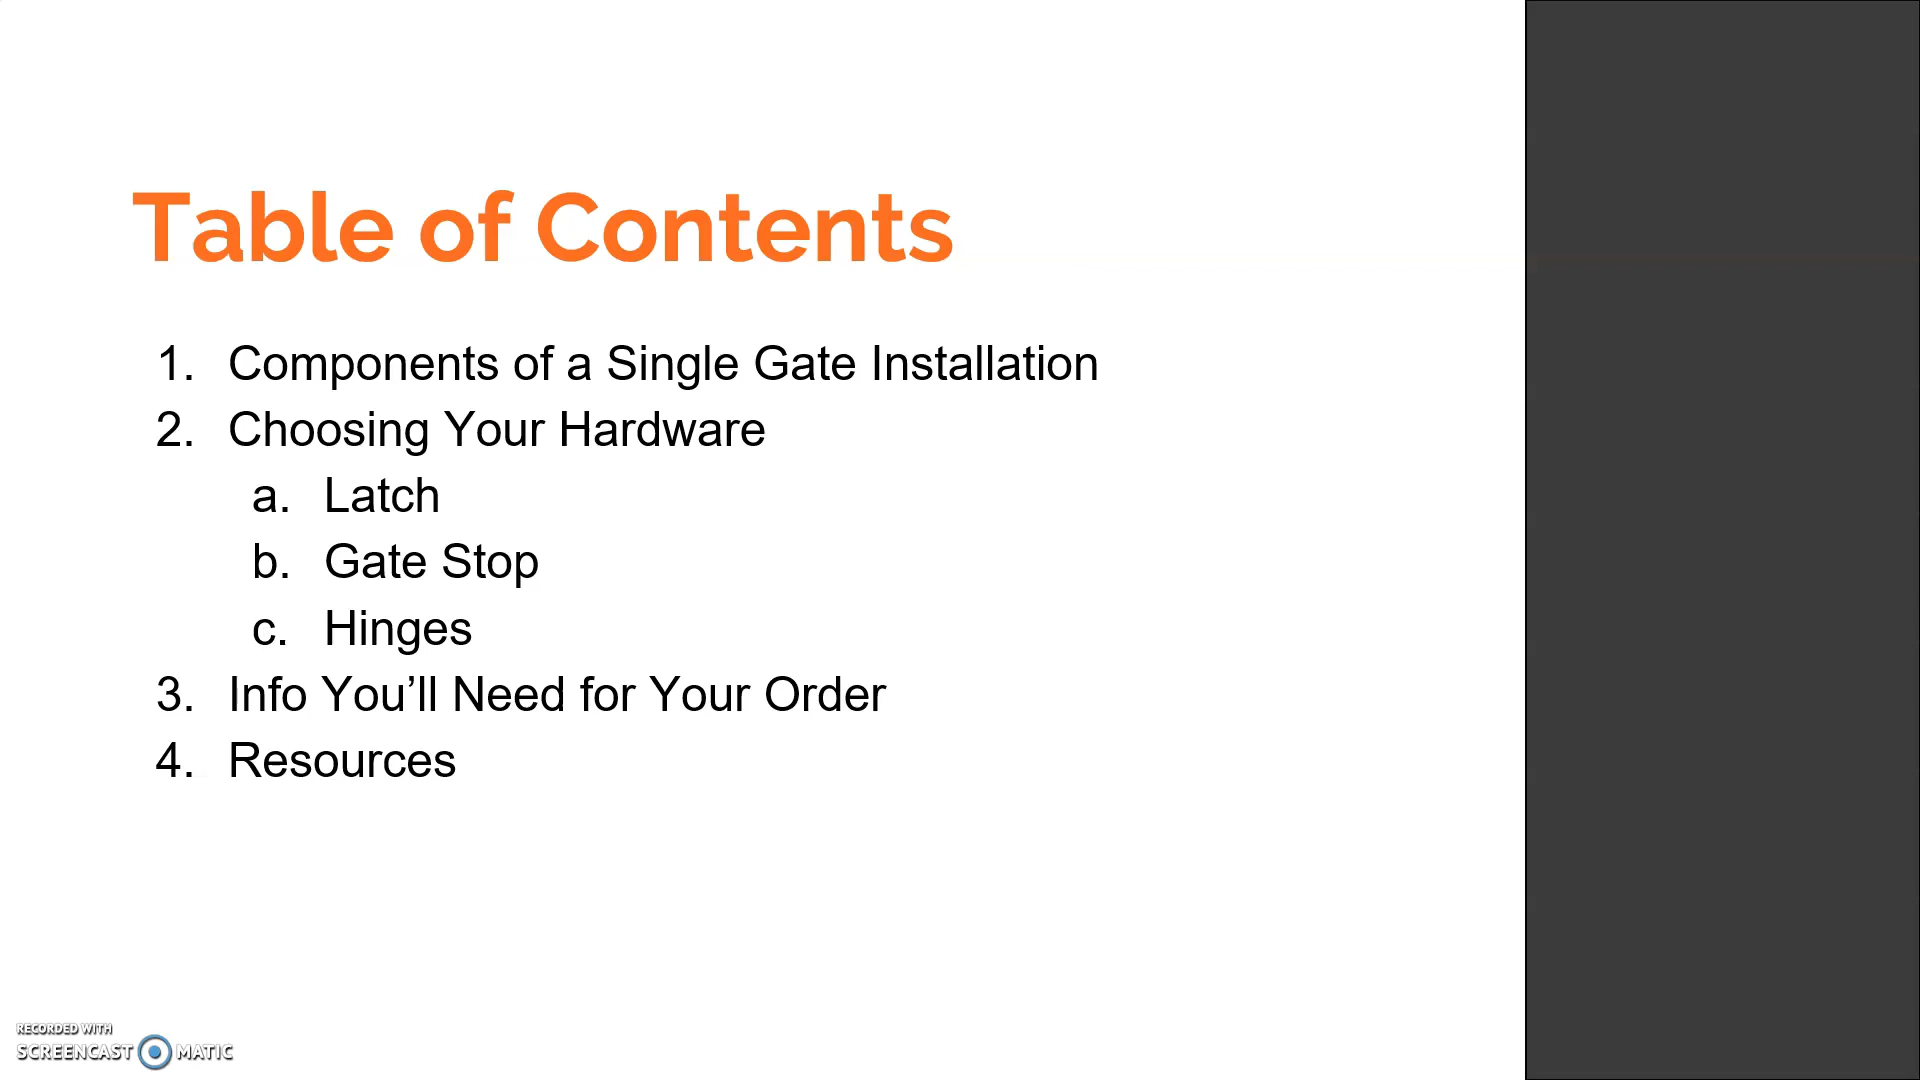 Table of Contents
1. Components of a Single Gate Installation
2. Choosing Your Hardware
a. Latch
b. Gate Stop
c. Hinges
3. Info You’ll Need for Your Order
4. Resources
RECORDED WITH
SCREENCAST MATIC